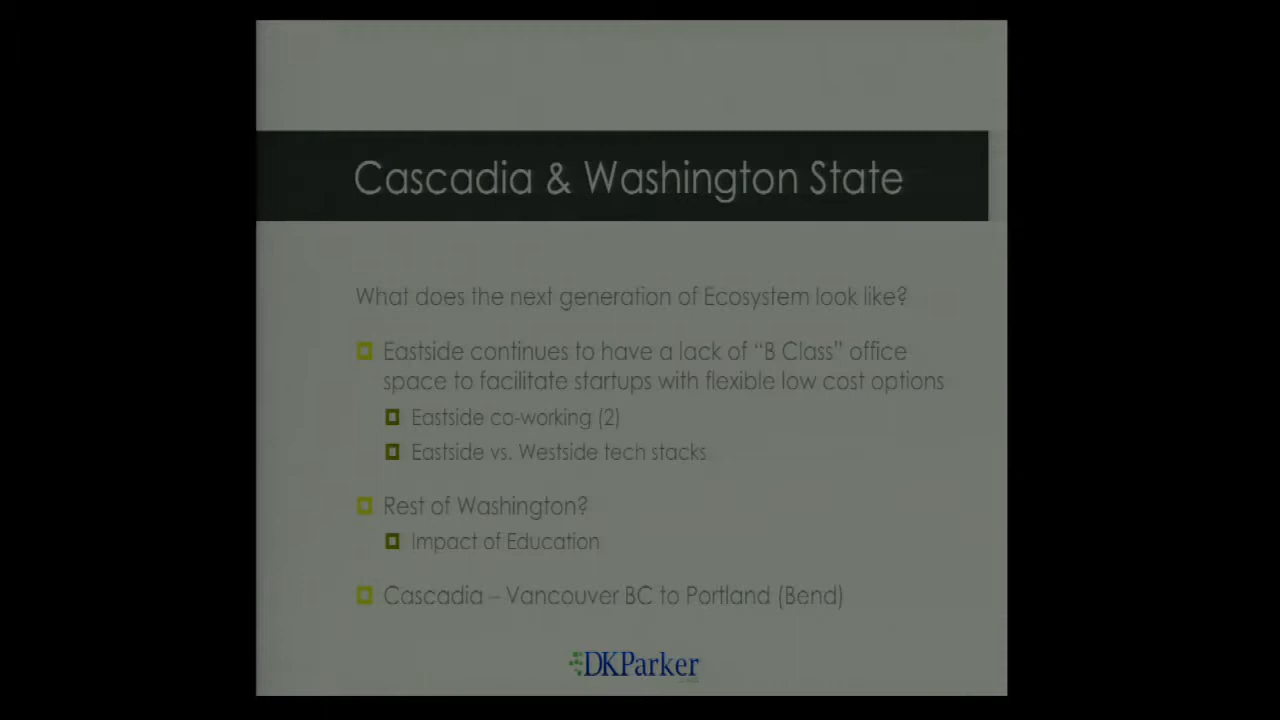 Cascadia & Washington State
What does the next generation of Ecosystem look like?
Eastside continues to have a lack of “B Class” office
space to facilitate startups with flexible low cost options
Eastside co-working (2)
Eastside vs. Westside tech stacks
Rest of Washington?
Impact of Education
Cascadia – Vancouver BC to Portland (Bend)
DKParker